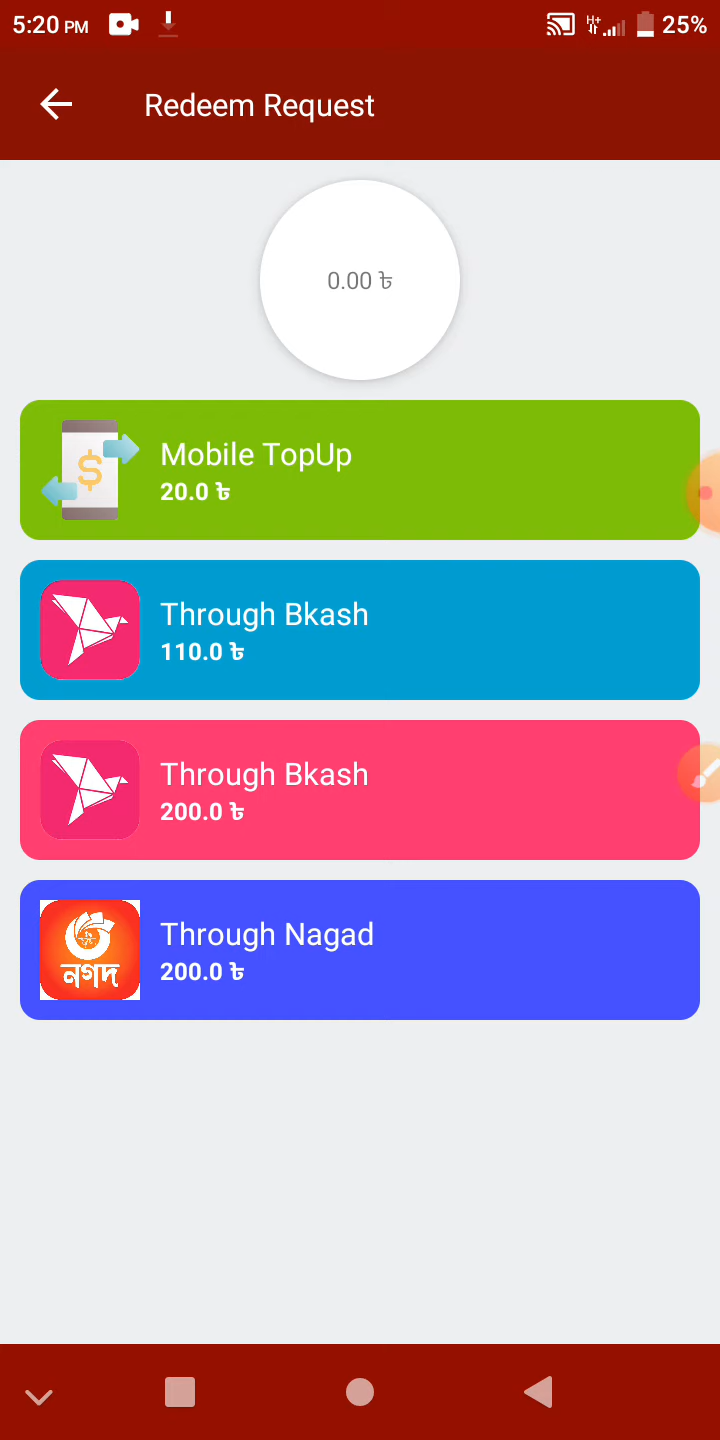 5:20 PM H+ 25%
Redeem Request
0.00 ৳
Mobile TopUp
20.0 ৳
$
Through Bkash
110.0 ৳
Through Bkash
200.0 ৳
Through Nagad
200.0 ৳
নগদ